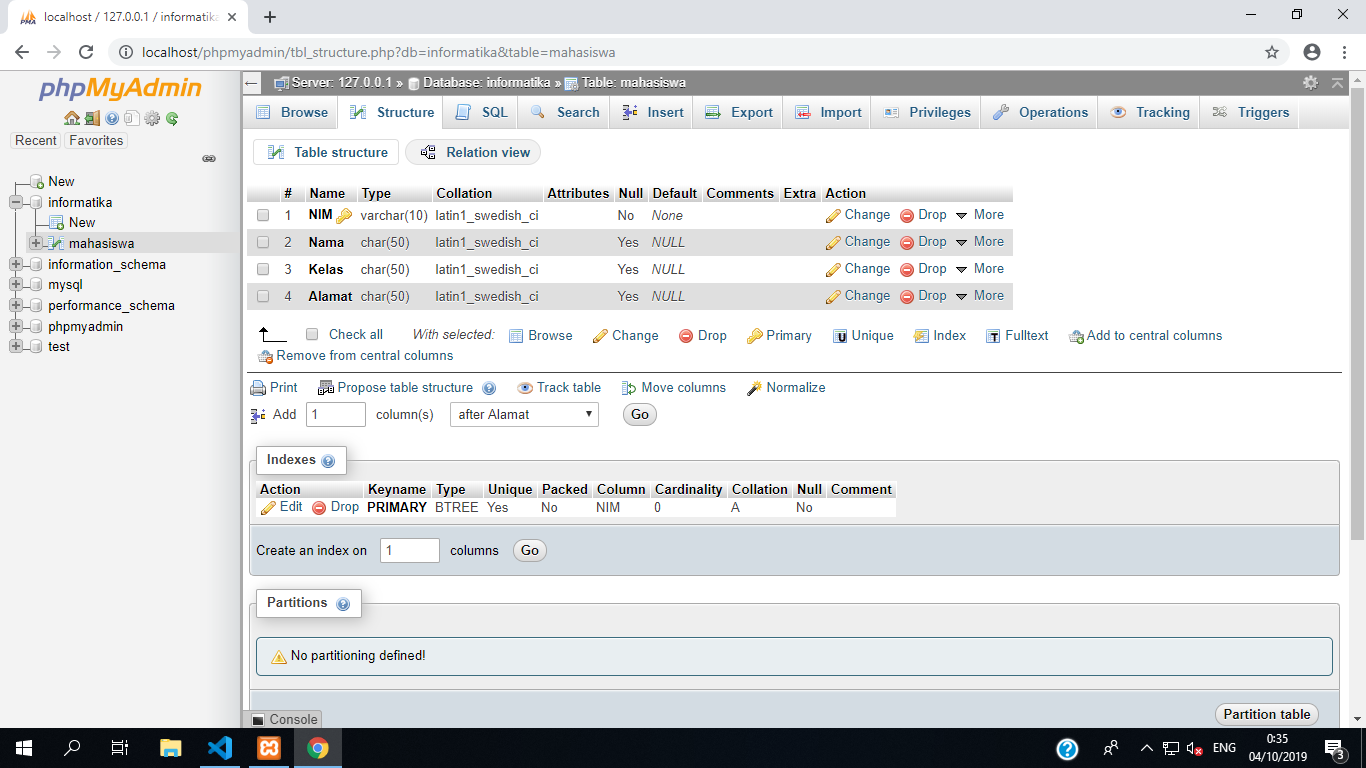 localhost / 127.0.0.1 / informatika
localhost/phpmyadmin/tbl_structure.php?db=informatika&table=mahasiswa
phpMyAdmin
Recent Favorites
New
informatika
New
mahasiswa
information_schema
mysql
performance_schema
phpmyadmin
test
Server: 127.0.0.1 » Database: informatika » Table: mahasiswa
Browse Structure SQL Search Insert Export Import Privileges Operations Tracking Triggers
Table structure Relation view
# Name Type Collation Attributes Null Default Comments Extra Action
1 NIM varchar(10) latin1_swedish_ci No None Change Drop More
2 Nama char(50) latin1_swedish_ci Yes NULL Change Drop More
3 Kelas char(50) latin1_swedish_ci Yes NULL Change Drop More
4 Alamat char(50) latin1_swedish_ci Yes NULL Change Drop More
Check all With selected: Browse Change Drop Primary Unique Index Fulltext Add to central columns
Remove from central columns
Print Propose table structure Track table Move columns Normalize
Add 1 column(s) after Alamat Go
Indexes
Action Keyname Type Unique Packed Column Cardinality Collation Null Comment
Edit Drop PRIMARY BTREE Yes No NIM 0 A No
Create an index on 1 columns Go
Partitions
No partitioning defined!
Partition table
Console
ENG 0:35
04/10/2019
3